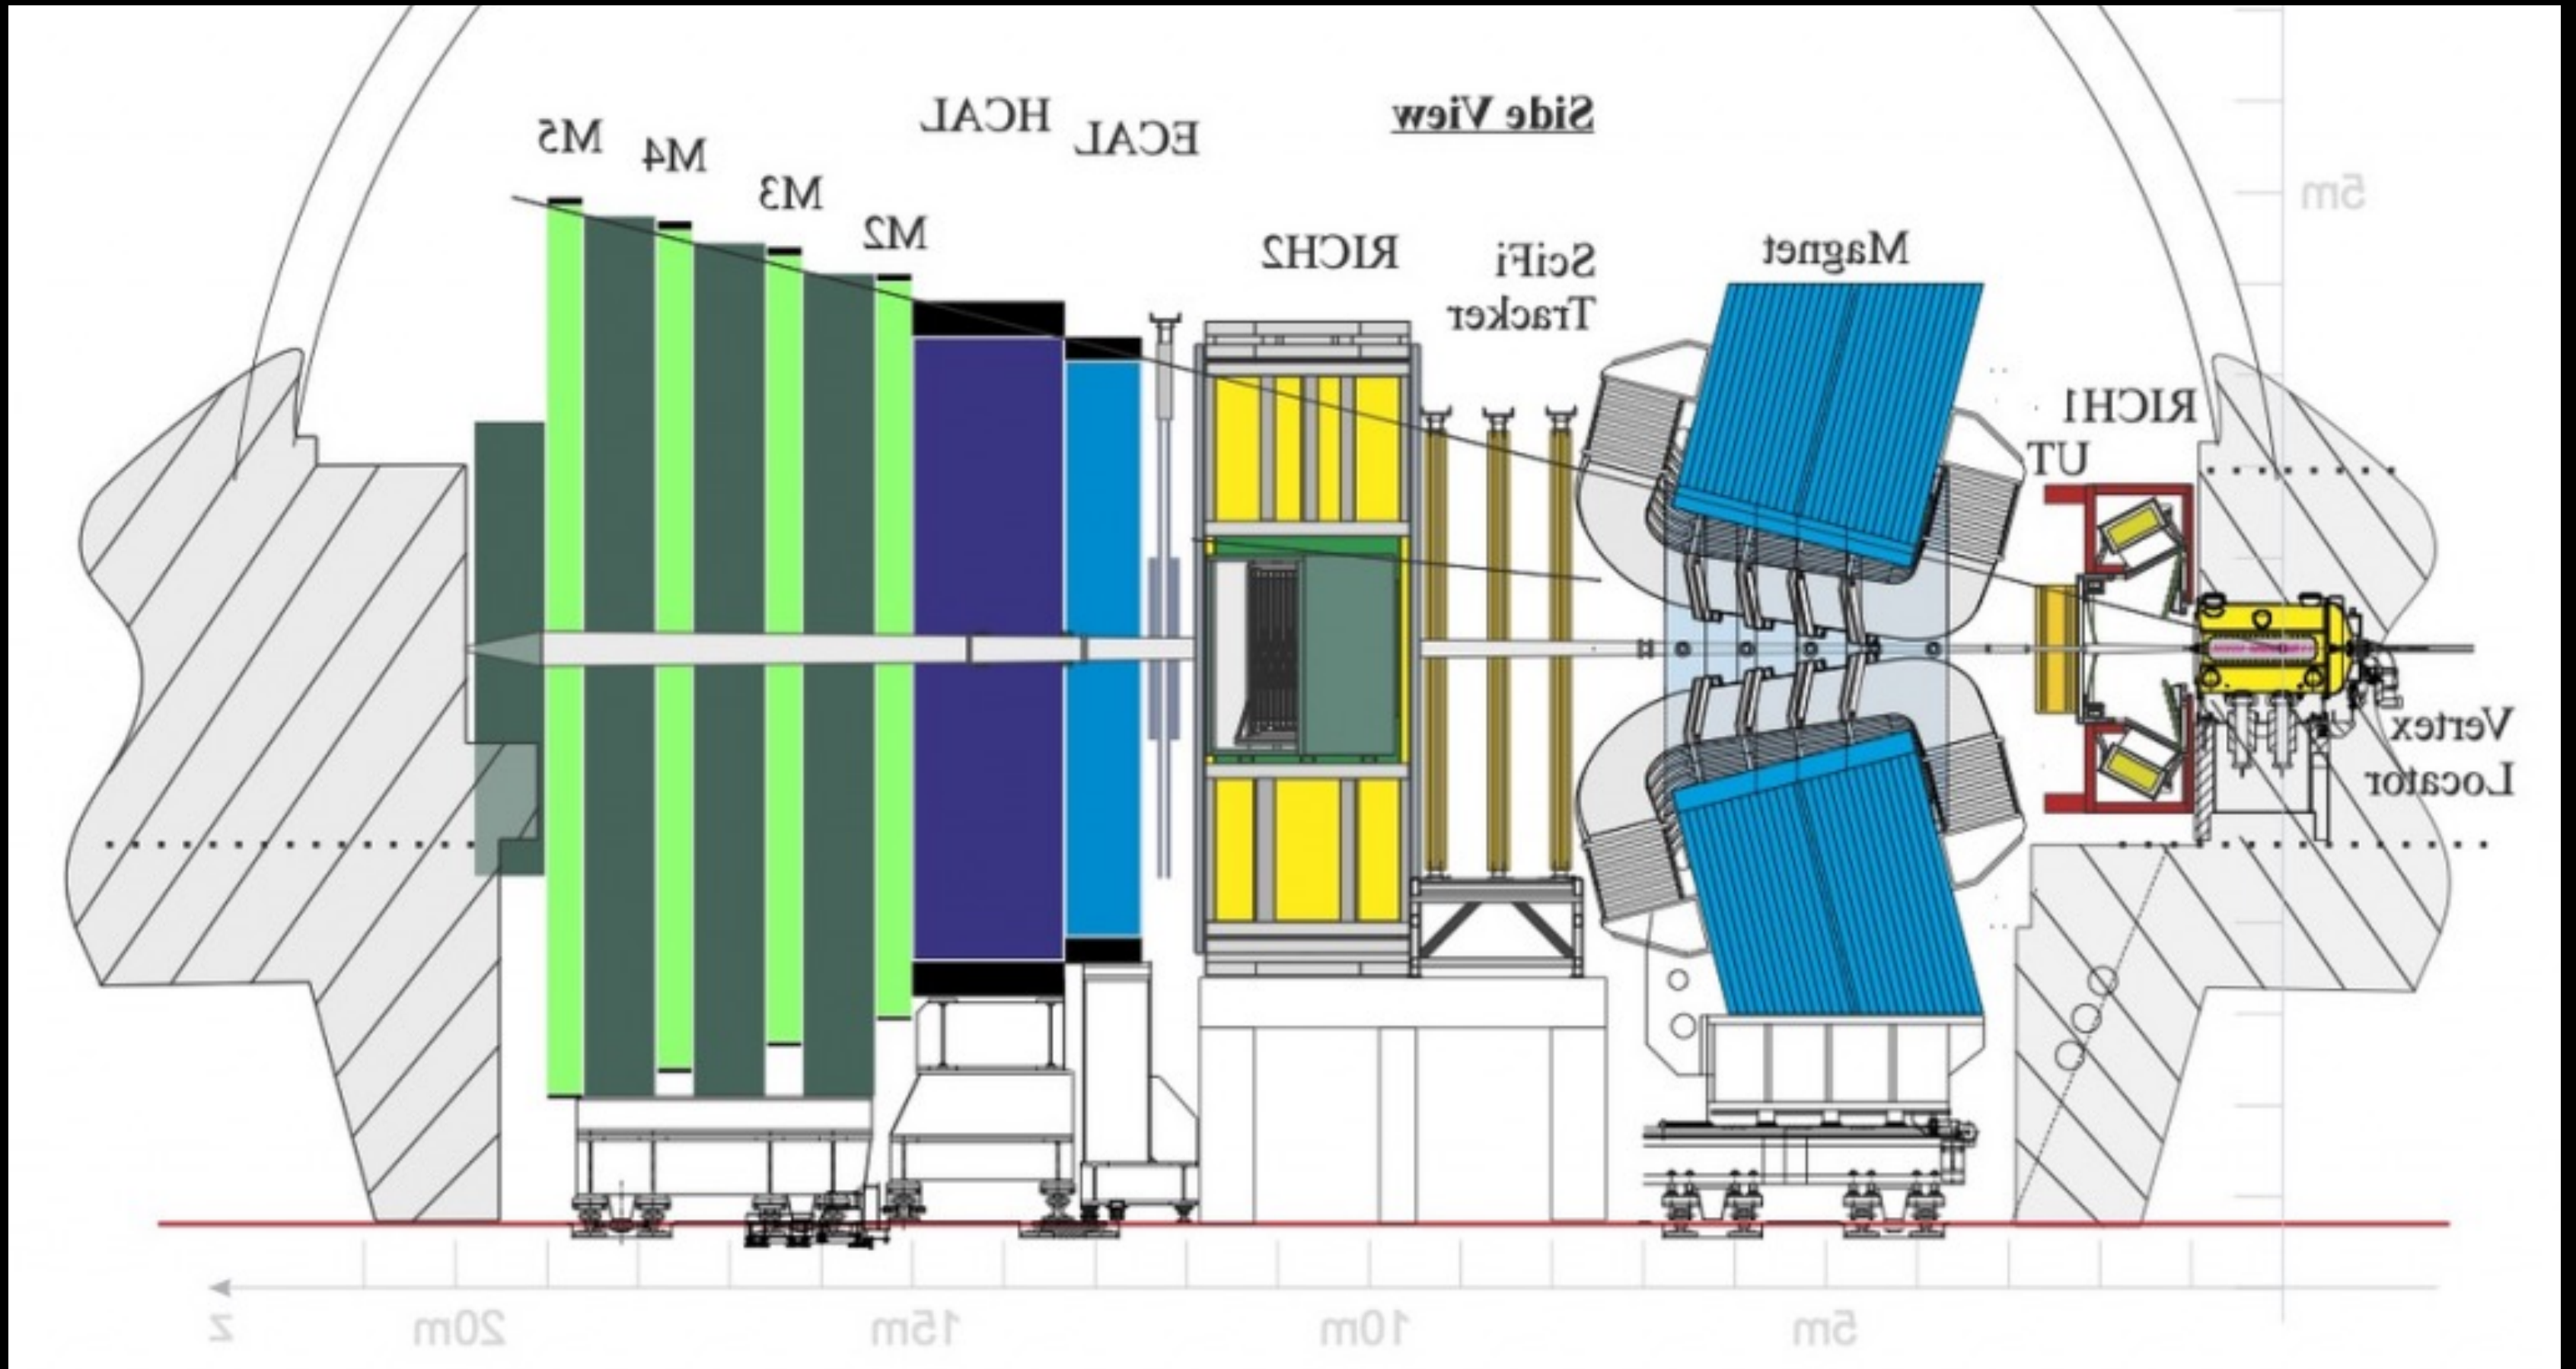 Side View
HCAL
ECAL
M5
M4
M3
M2
5m
RICH2
SciFi
Tracker
Magnet
RICH1
UT
Vertex
Locator
5m
10m
15m
20m
z